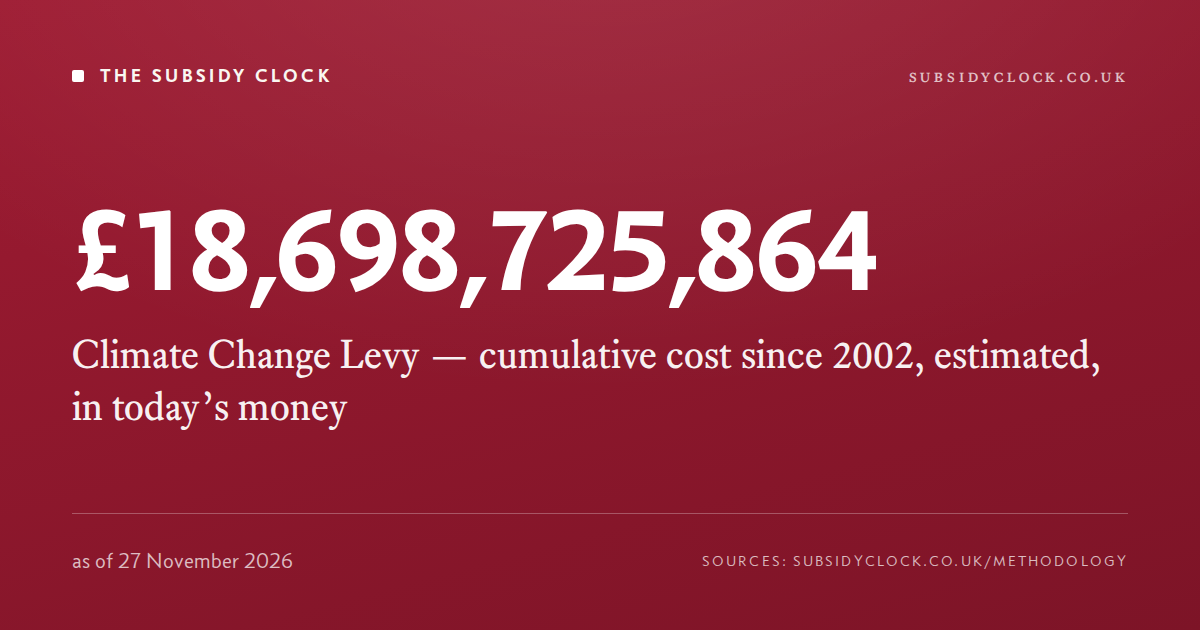 THE SUBSIDY CLOCK
SUBSIDYCLOCK.CO.UK
£18,698,725,864
Climate Change Levy — cumulative cost since 2002, estimated,
in today’s money
as of 27 November 2026
SOURCES: SUBSIDYCLOCK.CO.UK/METHODOLOGY